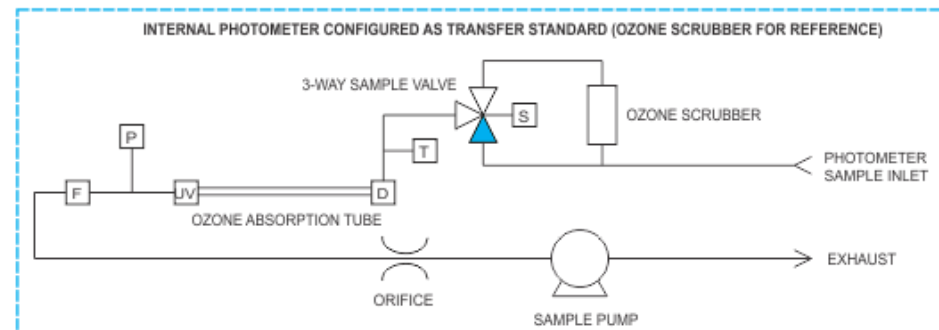 INTERNAL PHOTOMETER CONFIGURED AS TRANSFER STANDARD (OZONE SCRUBBER FOR REFERENCE)
3-WAY SAMPLE VALVE
S
OZONE SCRUBBER
P
T
PHOTOMETER
SAMPLE INLET
F
UV
D
OZONE ABSORPTION TUBE
EXHAUST
ORIFICE
SAMPLE PUMP